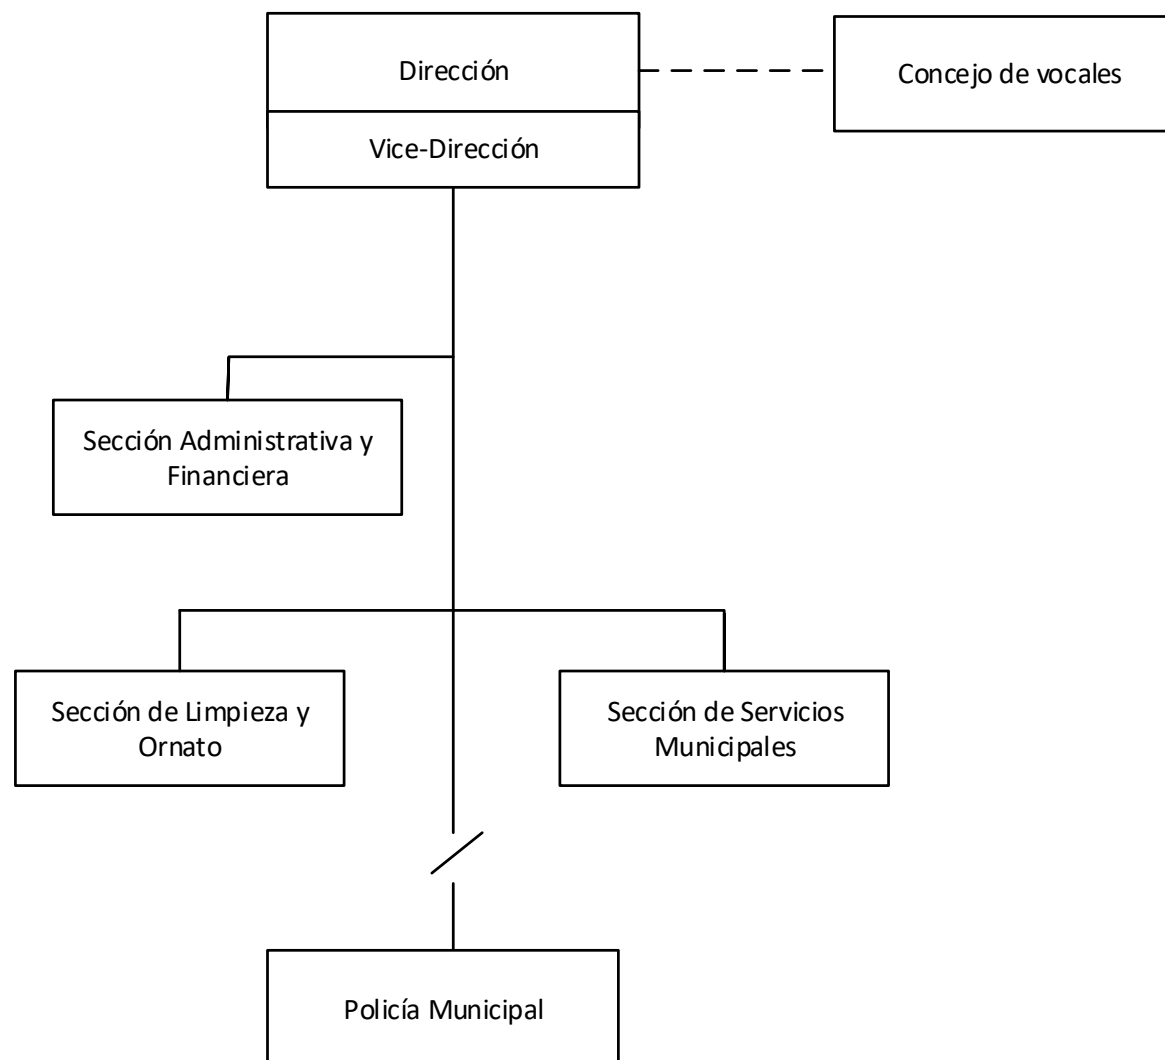 Dirección
Concejo de vocales
Vice-Dirección
Sección Administrativa y
Financiera
Sección de Limpieza y
Ornato
Sección de Servicios
Municipales
Policía Municipal